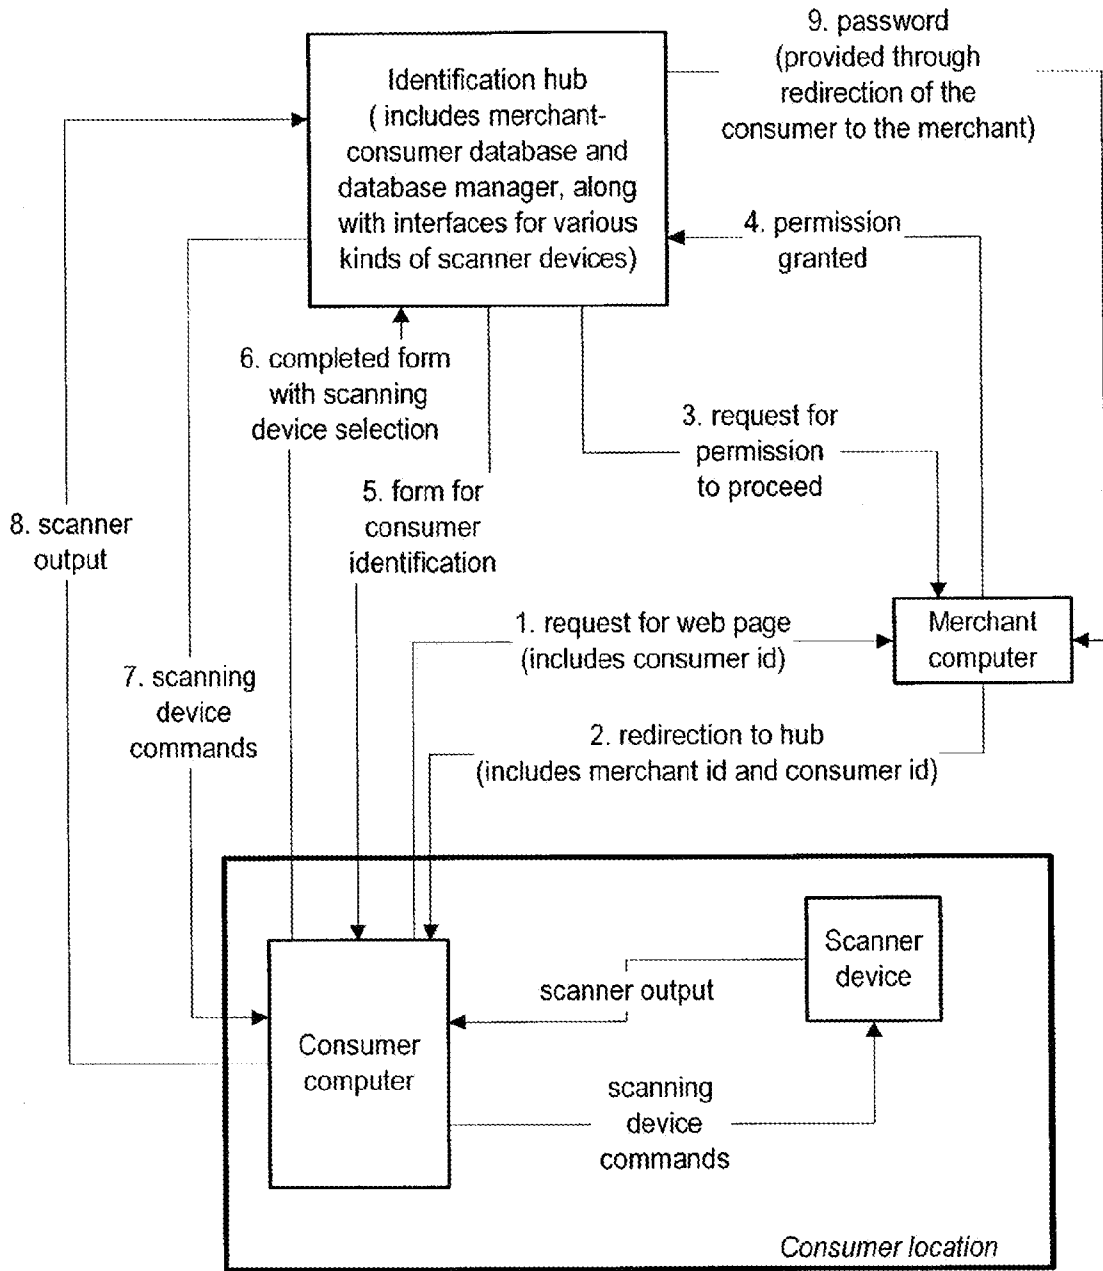 9. password
(provided through
redirection of the
consumer to the merchant)
Identification hub
( includes merchant-
consumer database and
database manager, along
with interfaces for various
kinds of scanner devices)
4. permission
granted
6. completed form
with scanning
device selection
3. request for
permission
to proceed
5. form for
consumer
identification
8. scanner
output
1. request for web page
(includes consumer id)
Merchant
computer
7. scanning
device
commands
2. redirection to hub
(includes merchant id and consumer id)
Scanner
device
scanner output
Consumer
computer
scanning
device
commands
Consumer location